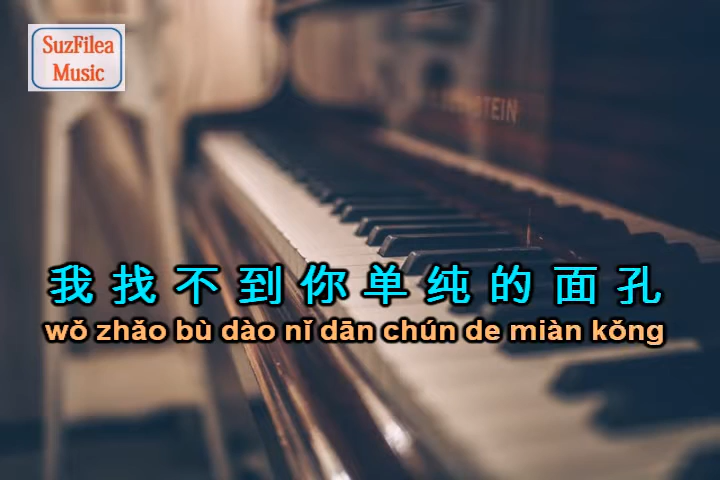 SuzFilea
Music
我找不到你单纯的面孔
wǒ zhǎo bù dào nǐ dān chún de miàn kǒng